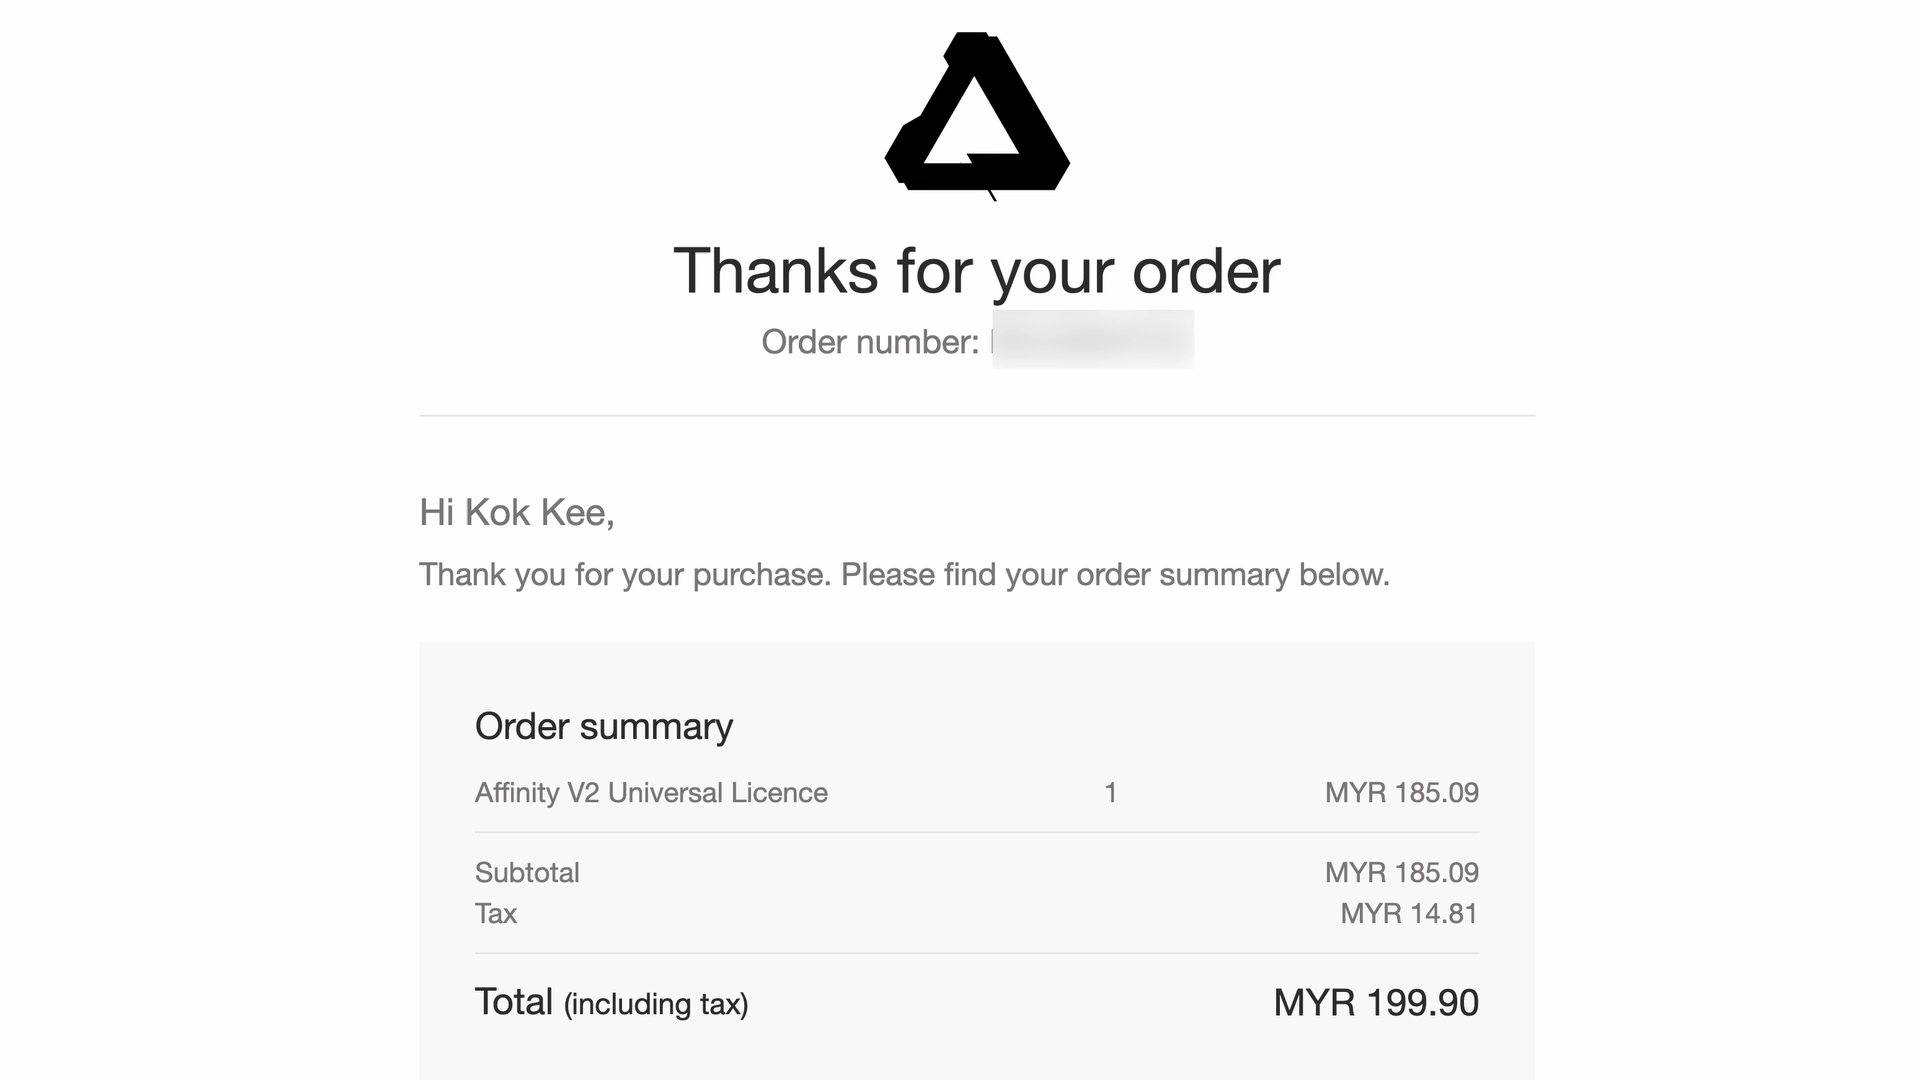 Thanks for your order
Order number:
Hi Kok Kee,
Thank you for your purchase. Please find your order summary below.
Order summary
Affinity V2 Universal Licence 1 MYR 185.09
Subtotal MYR 185.09
Tax MYR 14.81
Total (including tax) MYR 199.90